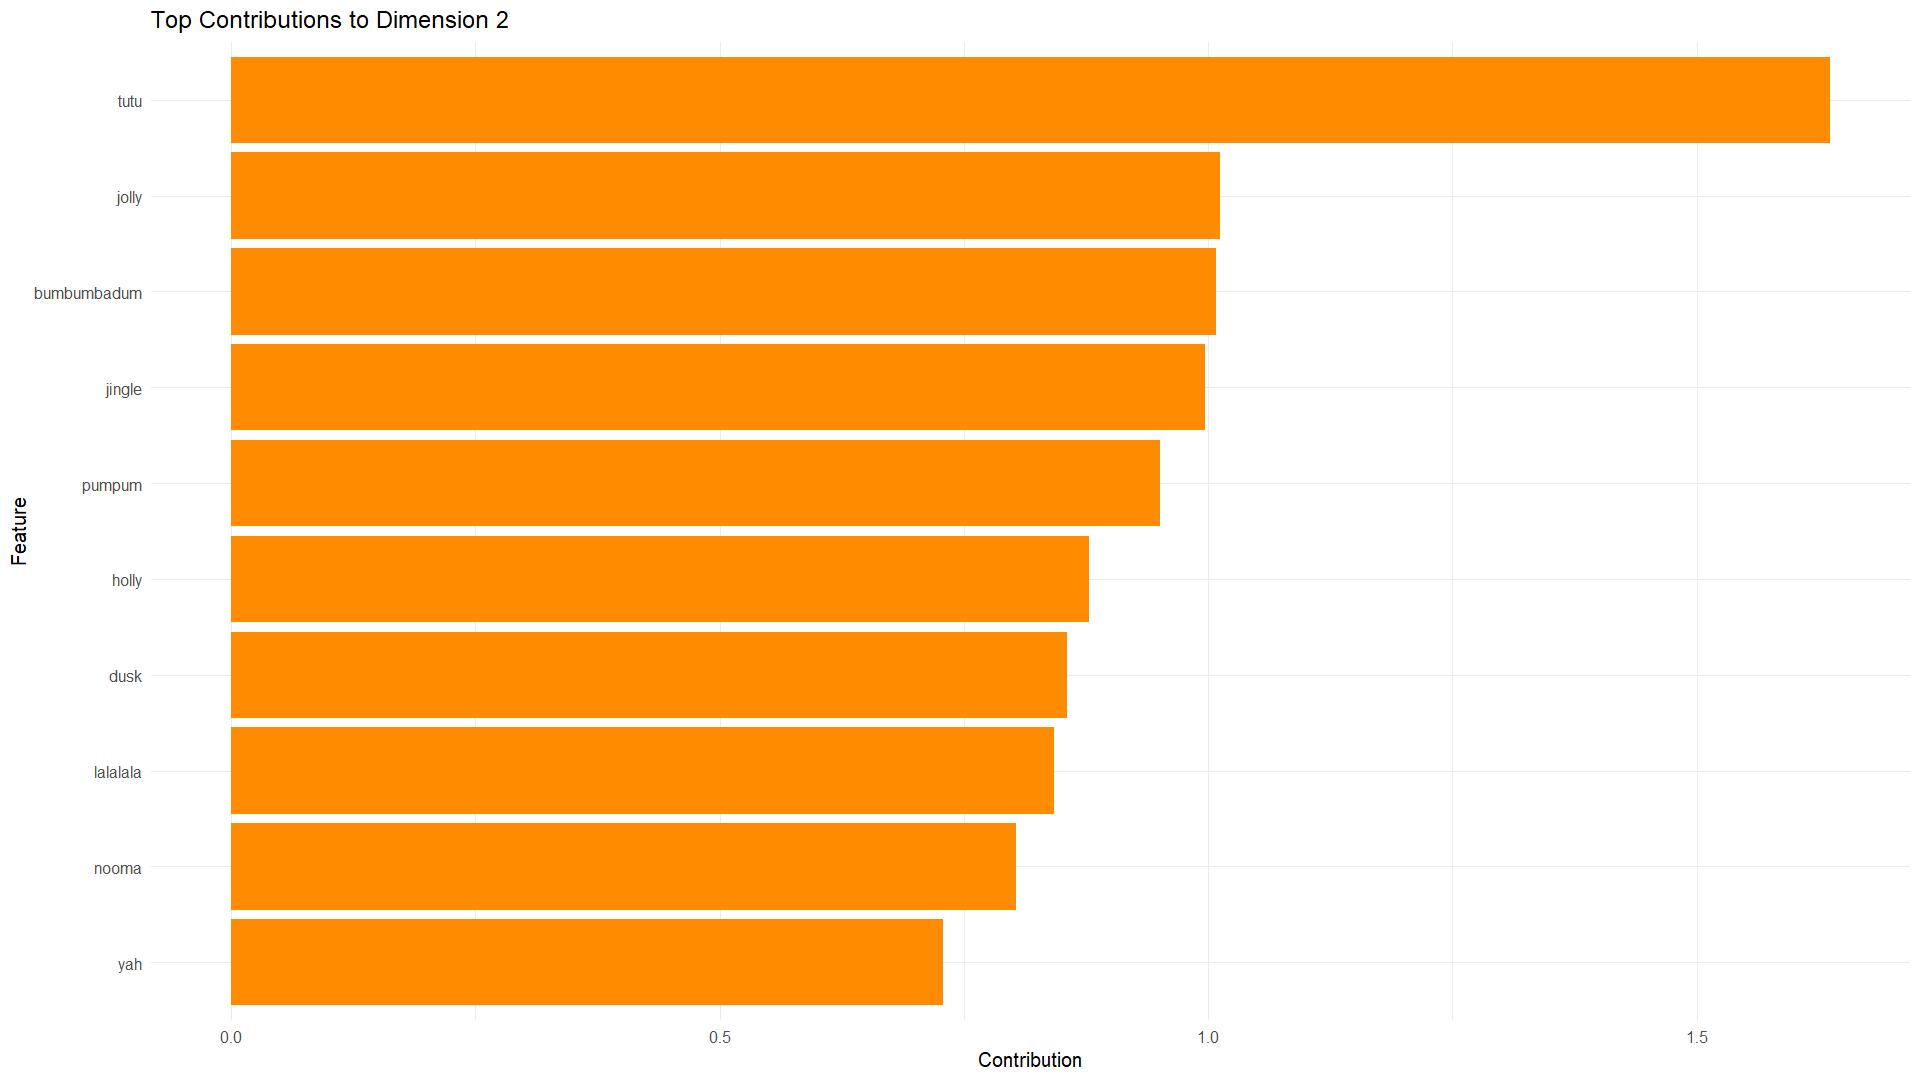 Top Contributions to Dimension 2
tutu
jolly
bumbumbadum
jingle
pumpum
holly
dusk
lalalala
nooma
yah
Feature
0.0 0.5 1.0 1.5
Contribution